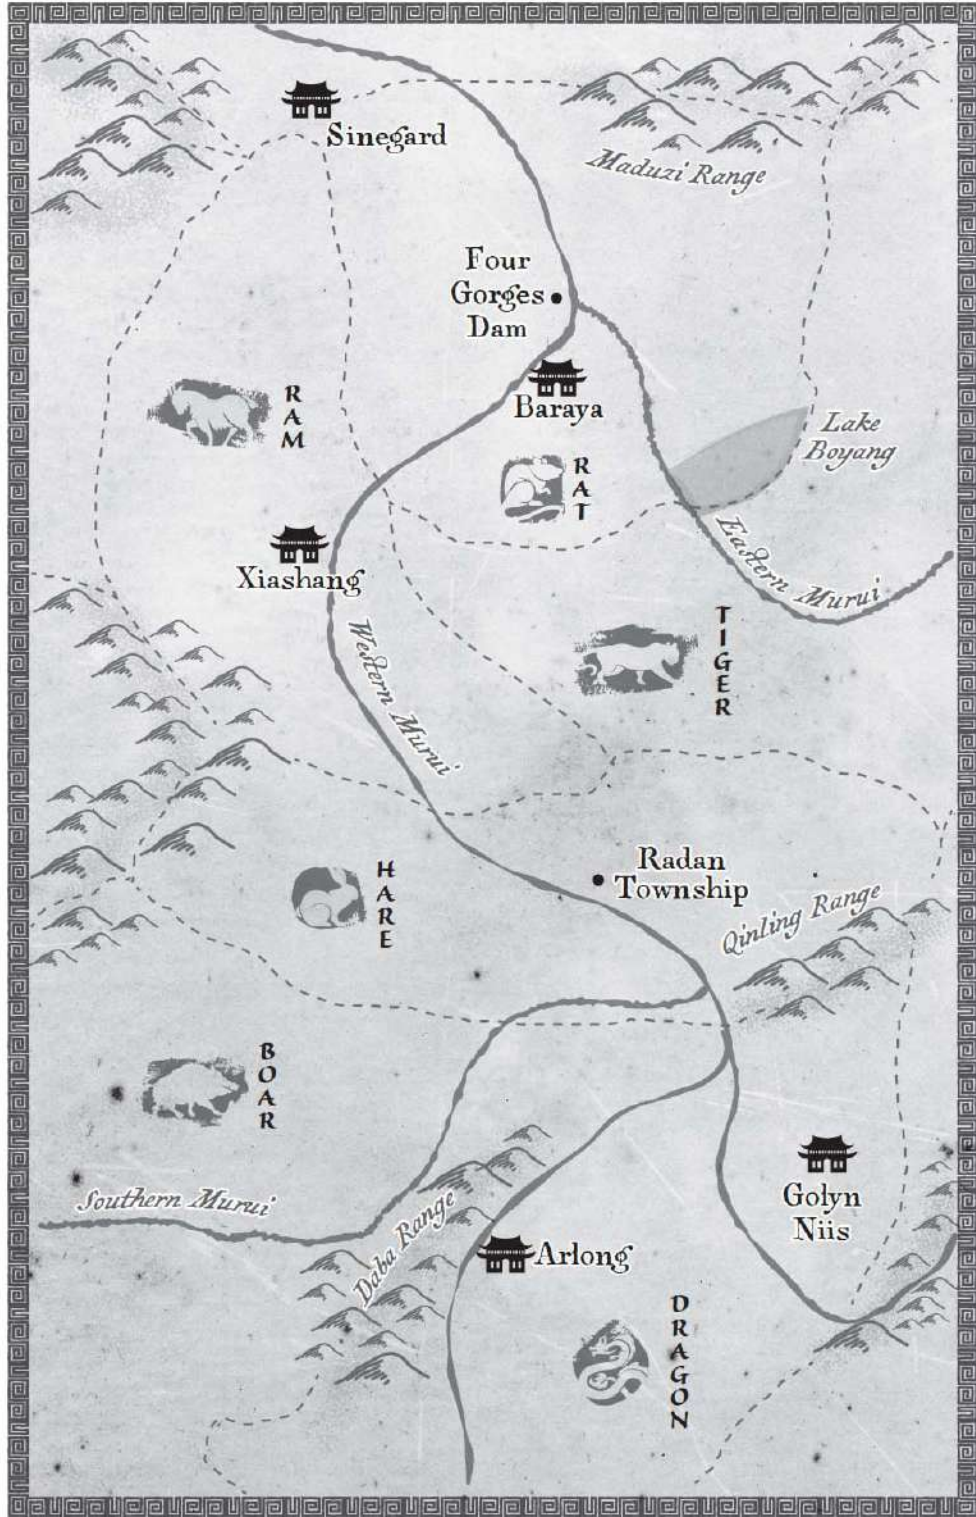 Sinegard
Maduzi Range
Four
Gorges
Dam
Baraya
RAM
Lake
Boyang
RAT
Eastern Murui
Xiashang
TIGER
Western Murui
Radan
Township
HARE
Qinling Range
BOAR
Golyn
Niis
Southern Murui
Daba Range
Arlong
DRAGON